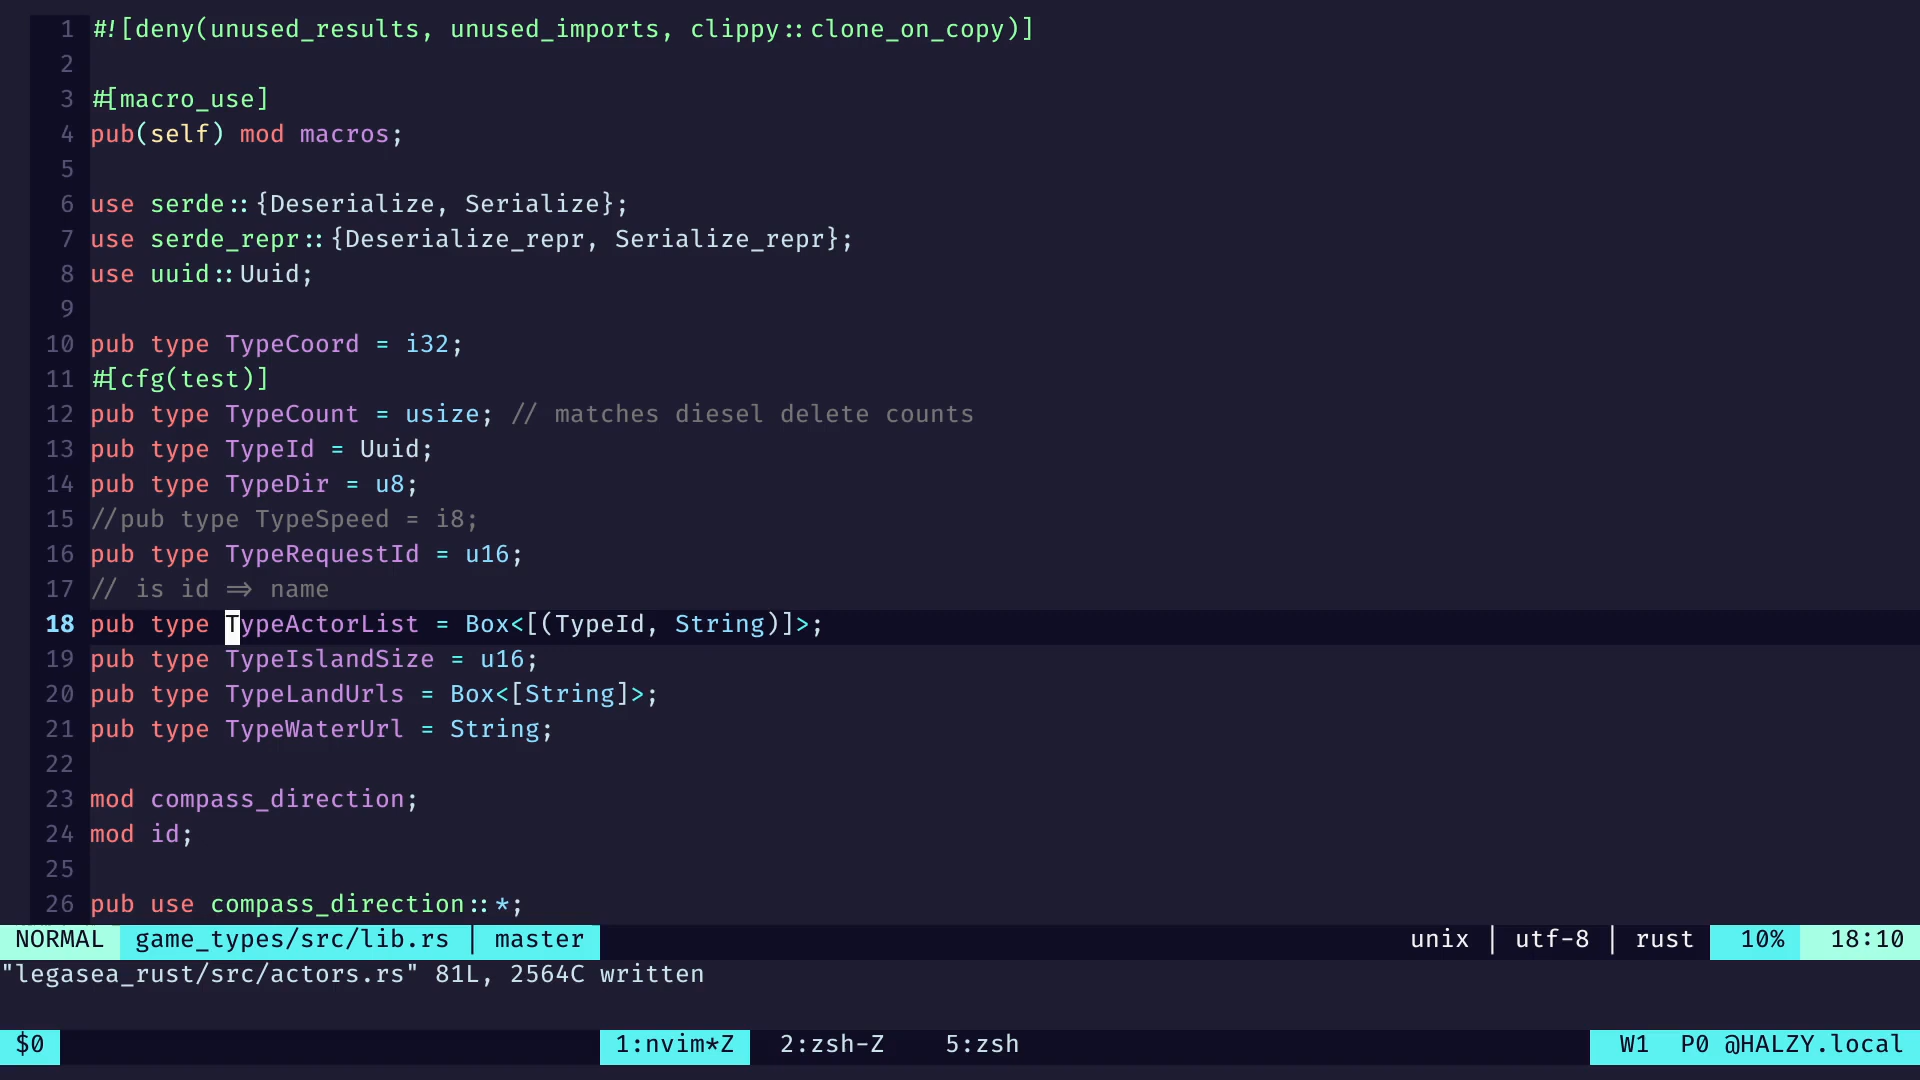 1 #![deny(unused_results, unused_imports, clippy::clone_on_copy)]
2
3 #[macro_use]
4 pub(self) mod macros;
5
6 use serde::{Deserialize, Serialize};
7 use serde_repr::{Deserialize_repr, Serialize_repr};
8 use uuid::Uuid;
9
10 pub type TypeCoord = i32;
11 #[cfg(test)]
12 pub type TypeCount = usize; // matches diesel delete counts
13 pub type TypeId = Uuid;
14 pub type TypeDir = u8;
15 //pub type TypeSpeed = i8;
16 pub type TypeRequestId = u16;
17 // is id => name
18 pub type TypeActorList = Box<[(TypeId, String)]>;
19 pub type TypeIslandSize = u16;
20 pub type TypeLandUrls = Box<[String]>;
21 pub type TypeWaterUrl = String;
22
23 mod compass_direction;
24 mod id;
25
26 pub use compass_direction::*;
NORMAL game_types/src/lib.rs | master unix | utf-8 | rust 10% 18:10
"legasea_rust/src/actors.rs" 81L, 2564C written
$0 1:nvim*Z 2:zsh-Z 5:zsh W1 P0 @HALZY.local